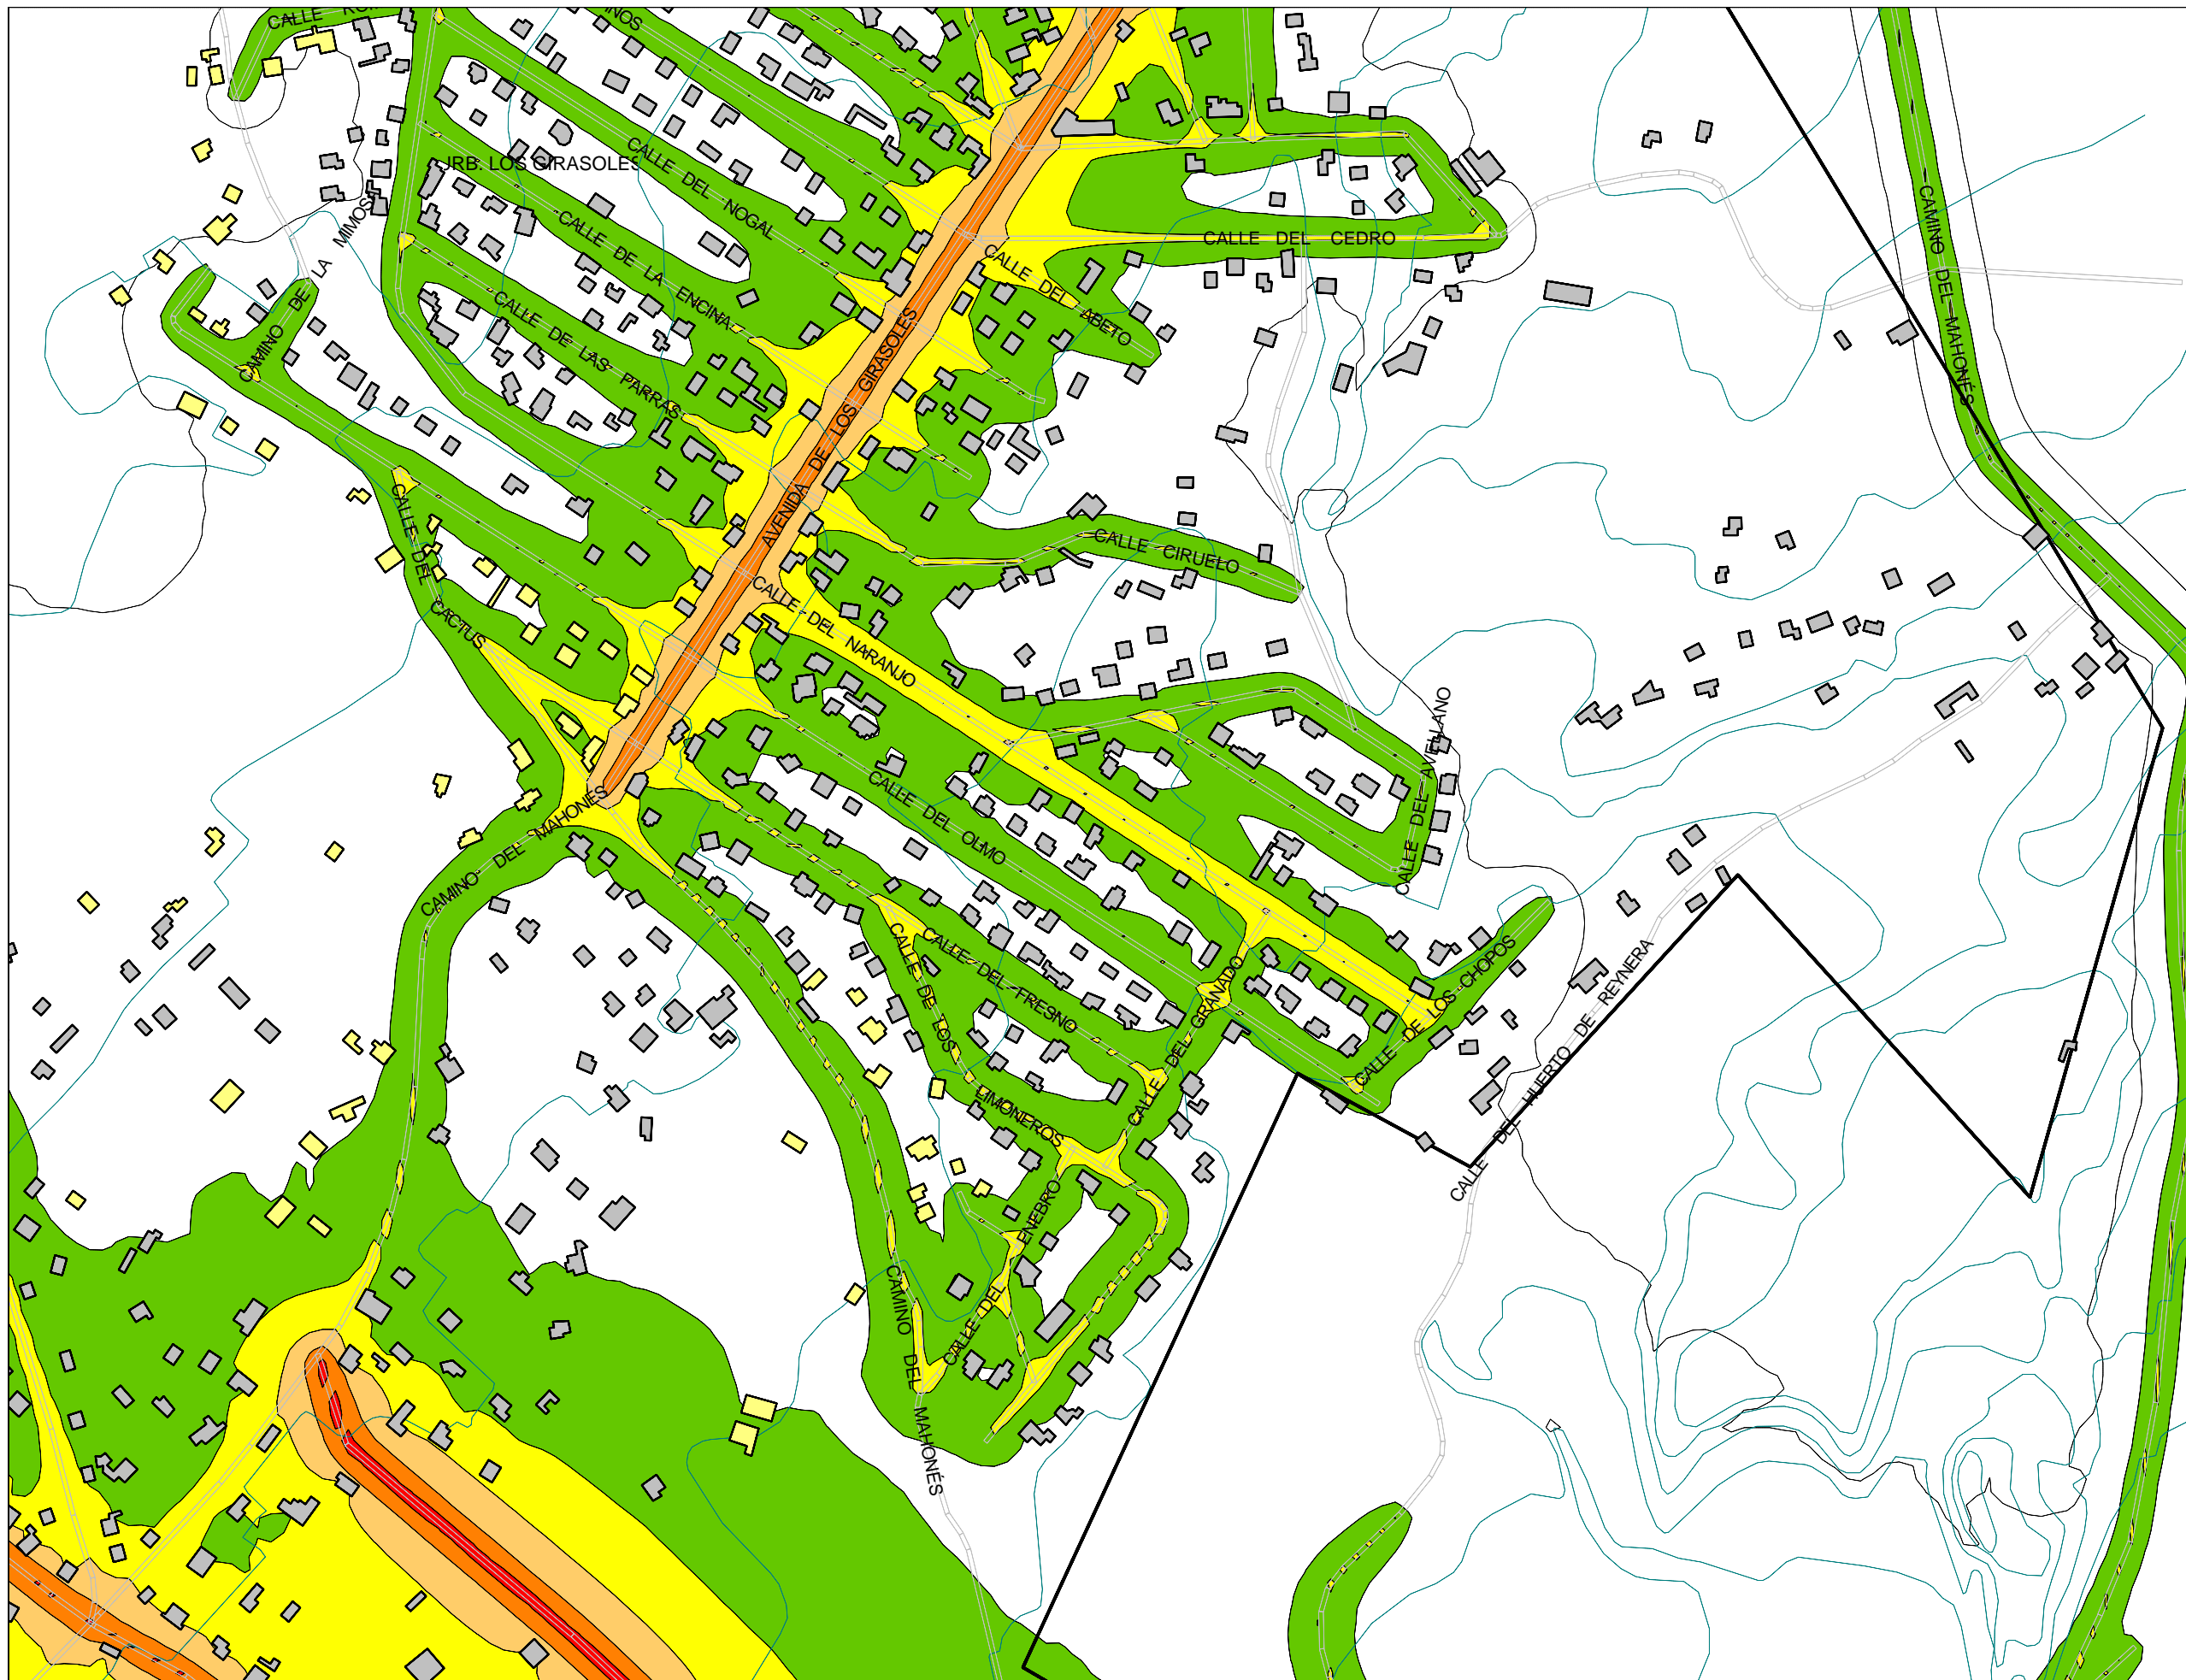 JRB. LOS GIRASOLES
CALLE DEL NOGAL
CAMINO DE LA MIMOSA
CALLE DE LA ENCINA
CALLE DEL CEDRO
CALLE DEL ABETO
CALLE DE LAS PARRAS
AVENIDA DE LOS GIRASOLES
CAMINO DEL MAHONÉS
CALLE DEL CACTUS
CALLE CIRUELO
CALLE DEL NARANJO
CALLE DEL AVELLANO
CALLE DEL OLMO
CAMINO DEL MAHONÉS
CALLE DEL FRESNO
CALLE DE LOS LIMONEROS
CALLE DEL GRANADO
CALLE DE LOS CHOPOS
CALLE DEL HUERTO DE REYNERA
CALLE DEL ENEBRO
CAMINO DEL MAHONÉS